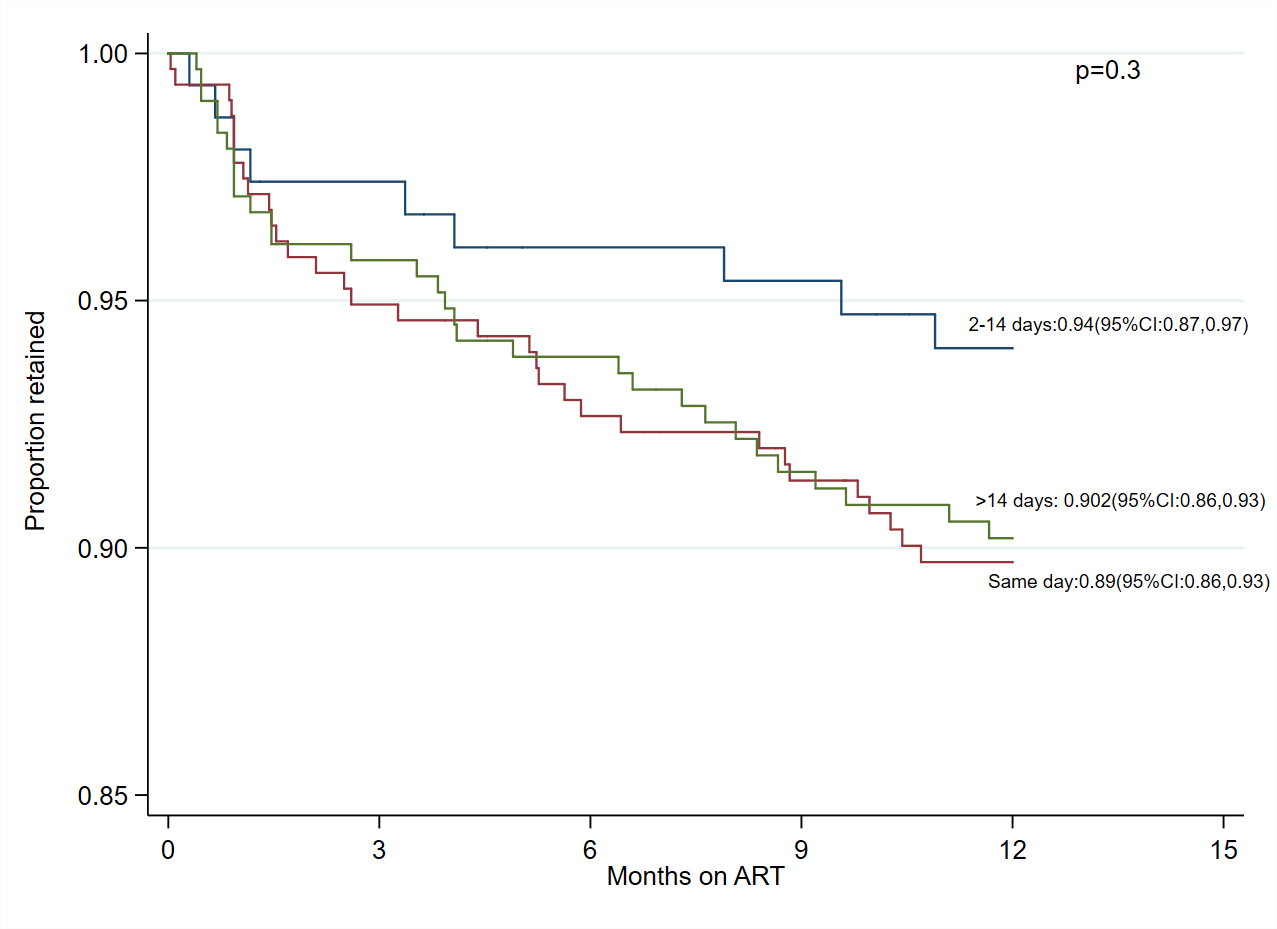 1.00
p=0.3
0.95
2-14 days:0.94(95%CI:0.87,0.97)
Proportion retained
>14 days: 0.902(95%CI:0.86,0.93)
0.90
Same day:0.89(95%CI:0.86,0.93)
0.85
0 3 6 9 12 15
Months on ART